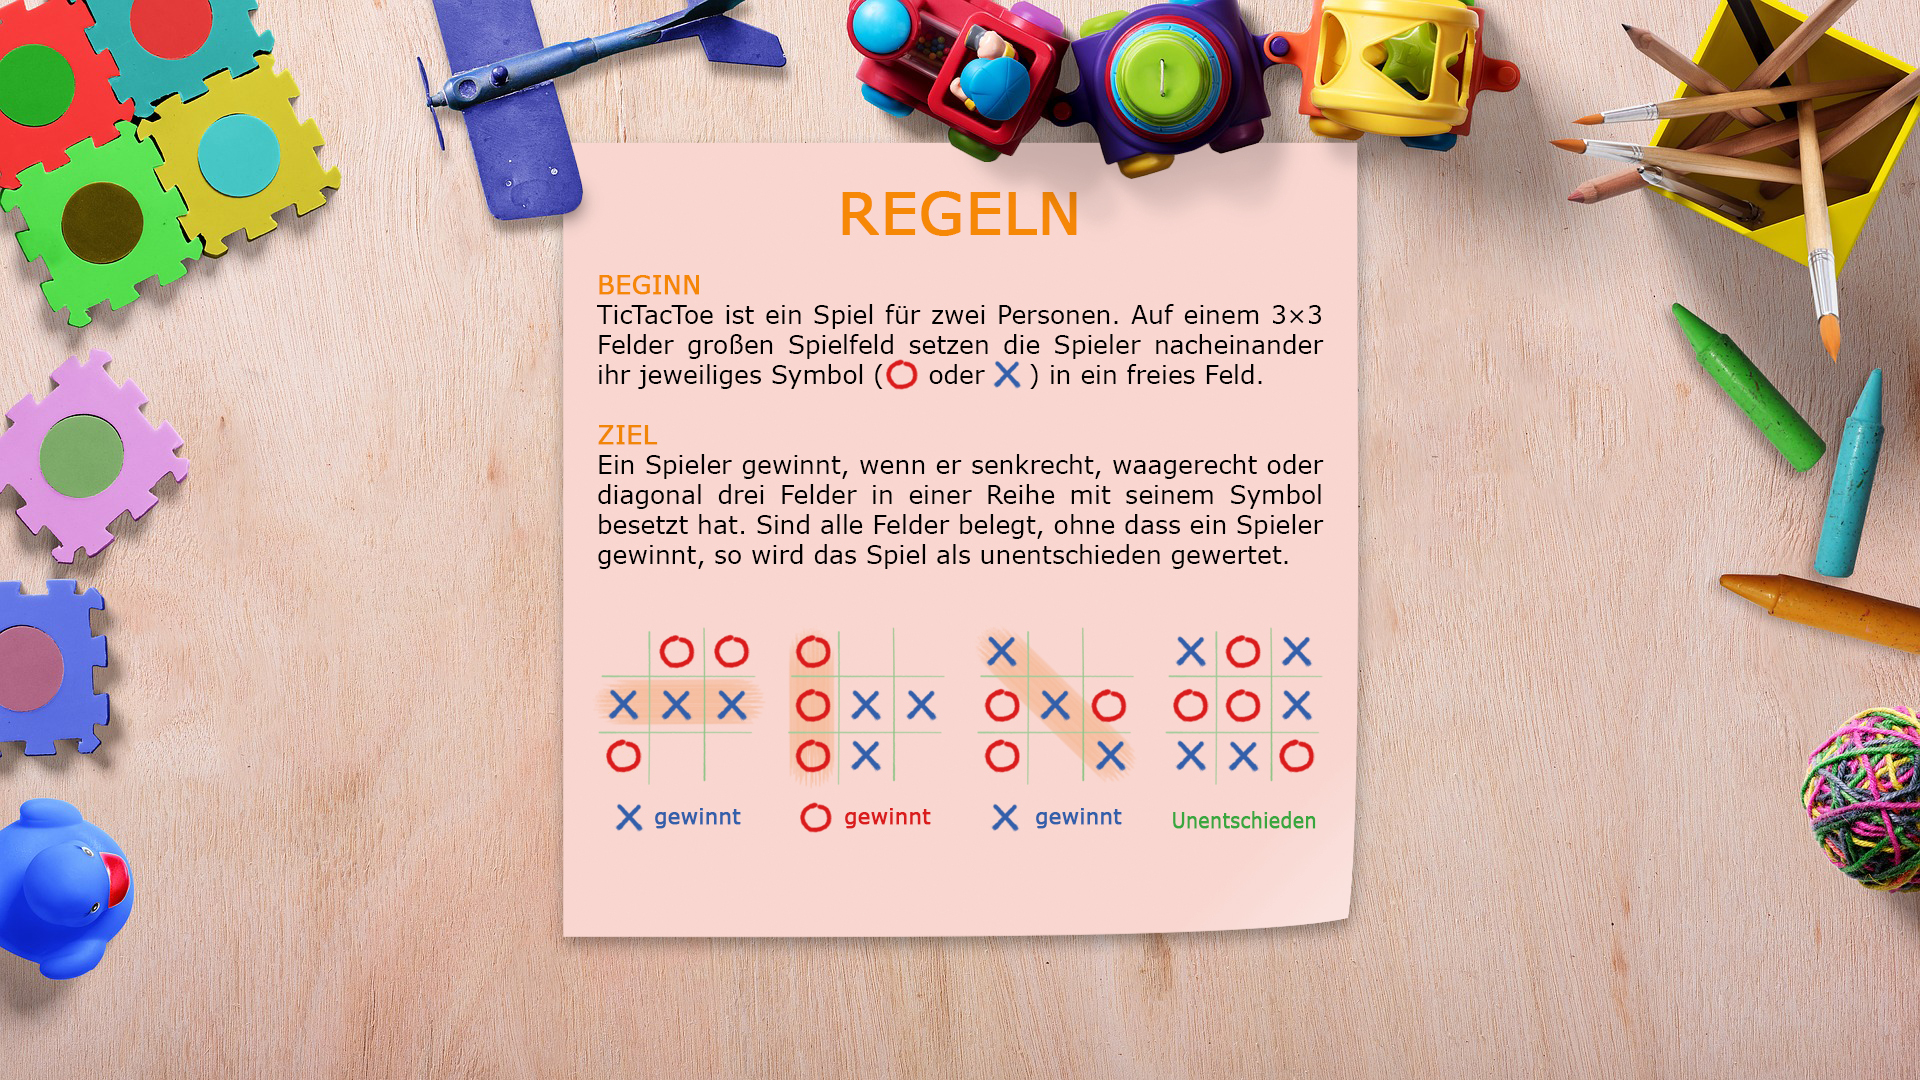 REGELN
BEGINN
TicTacToe ist ein Spiel für zwei Personen. Auf einem 3×3
Felder großen Spielfeld setzen die Spieler nacheinander
ihr jeweiliges Symbol (O oder X) in ein freies Feld.
ZIEL
Ein Spieler gewinnt, wenn er senkrecht, waagerecht oder
diagonal drei Felder in einer Reihe mit seinem Symbol
besetzt hat. Sind alle Felder belegt, ohne dass ein Spieler
gewinnt, so wird das Spiel als unentschieden gewertet.
O O
X X X
O
X gewinnt
O
O X X
O X
O gewinnt
X
O X O
O X
X gewinnt
X O X
O O X
X X O
Unentschieden